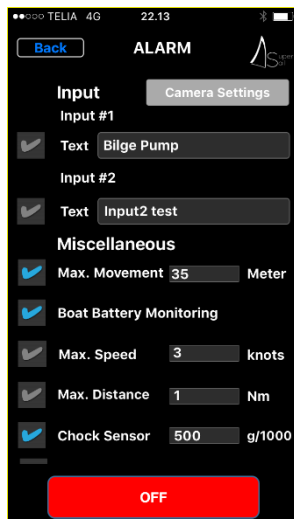 TELIA 4G 22.13
Back ALARM Super Sail
Input Camera Settings
Input #1
Text Bilge Pump
Input #2
Text Input2 test
Miscellaneous
Max. Movement 35 Meter
Boat Battery Monitoring
Max. Speed 3 knots
Max. Distance 1 Nm
Chock Sensor 500 g/1000
OFF